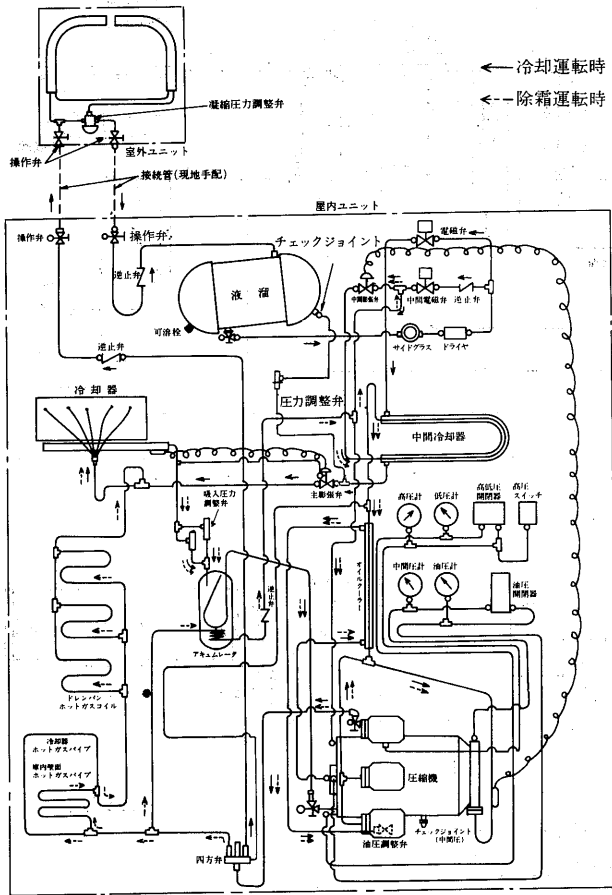 冷却運転時
除霜運転時
凝縮圧力調整弁
操作弁
室外ユニット
接続管(現地手配)
屋内ユニット
操作弁
操作弁
チェックジョイント
電磁弁
逆止弁
液溜
中間膨張弁
中間電磁弁
逆止弁
可溶栓
サイドグラス
ドライヤ
逆止弁
冷却器
圧力調整弁
中間冷却器
主膨張弁
吸入圧力
調整弁
高圧計
低圧計
高低圧
開閉器
高圧
スイッチ
オイルクーラー
中間圧計
油圧計
油圧
開閉器
逆止弁
アキュムレータ
ドレンパン
ホットガスコイル
冷却器
ホットガスパイプ
庫内壁面
ホットガスパイプ
圧縮機
四方弁
油圧調整弁
チェックジョイント
(中間圧)